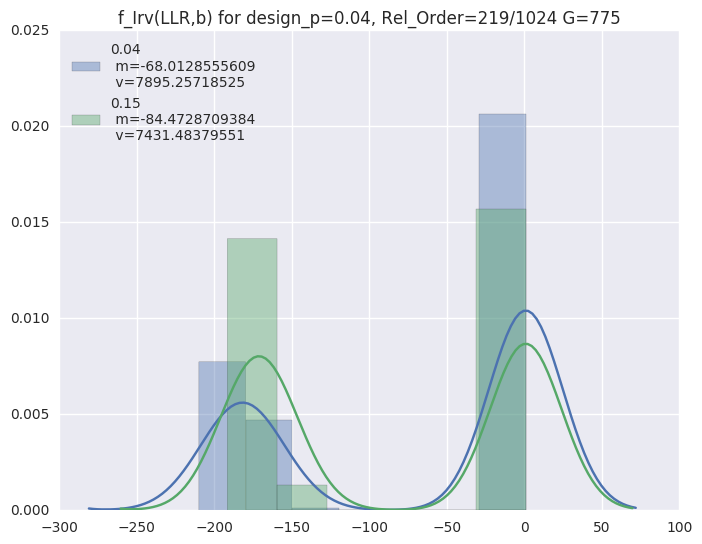 f_Irv(LLR,b) for design_p=0.04, Rel_Order=219/1024 G=775
0.025
0.04
m=-68.0128555609
v=7895.25718525
0.15
m=-84.4728709384
v=7431.48379551
0.020
0.015
0.010
0.005
0.000
−300 −250 −200 −150 −100 −50 0 50 100